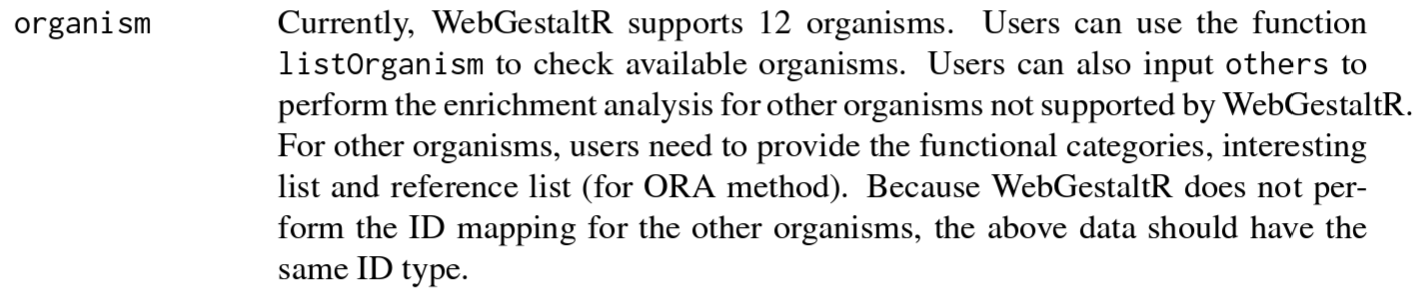 organism Currently, WebGestaltR supports 12 organisms. Users can use the function
listOrganism to check available organisms. Users can also input others to
perform the enrichment analysis for other organisms not supported by WebGestaltR.
For other organisms, users need to provide the functional categories, interesting
list and reference list (for ORA method). Because WebGestaltR does not per-
form the ID mapping for the other organisms, the above data should have the
same ID type.